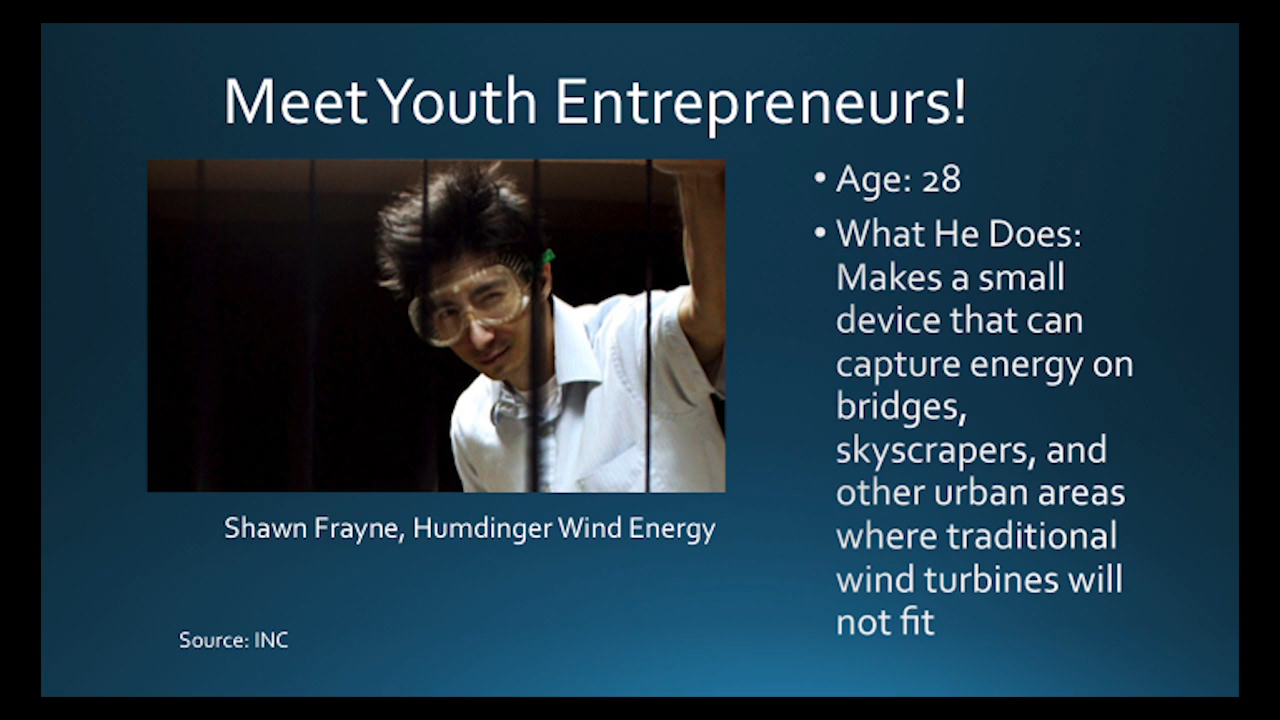 Meet Youth Entrepreneurs!
• Age: 28
• What He Does:
Makes a small
device that can
capture energy on
bridges,
skyscrapers, and
other urban areas
where traditional
wind turbines will
not fit
Shawn Frayne, Humdinger Wind Energy
Source: INC